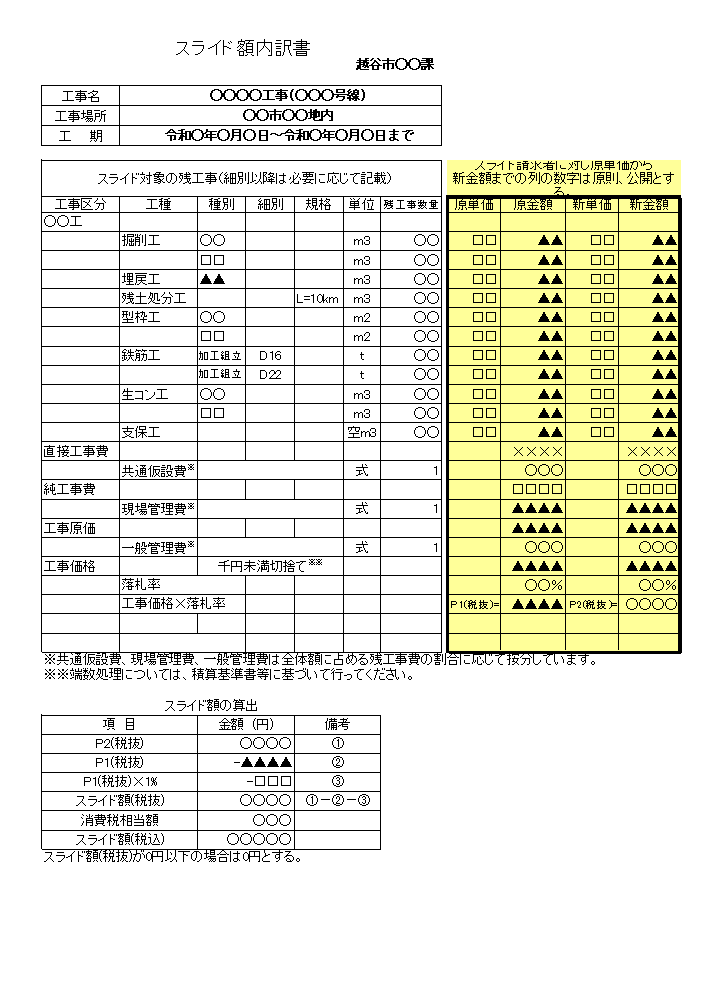 スライド額内訳書
越谷市〇〇課
工事名 〇〇〇〇工事(〇〇〇号線)
工事場所 〇〇市〇〇地内
工 期 令和〇年〇月〇日～令和〇年〇月〇日まで
スライド対象の残工事(細別以降は必要に応じて記載)
スライド請求者に対し原単価から
新金額までの列の数字は原則、公開とす
る。
工事区分 工種 種別 細別 規格 単位 残工事数量 原単価 原金額 新単価 新金額
〇〇工
掘削工 〇〇 m3 〇〇 □□ ▲▲ □□ ▲▲
□□ m3 〇〇 □□ ▲▲ □□ ▲▲
埋戻工 ▲▲ m3 〇〇 □□ ▲▲ □□ ▲▲
残土処分工 L=10km m3 〇〇 □□ ▲▲ □□ ▲▲
型枠工 〇〇 m2 〇〇 □□ ▲▲ □□ ▲▲
□□ m2 〇〇 □□ ▲▲ □□ ▲▲
鉄筋工 加工組立 D16 t 〇〇 □□ ▲▲ □□ ▲▲
加工組立 D22 t 〇〇 □□ ▲▲ □□ ▲▲
生コン工 〇〇 m3 〇〇 □□ ▲▲ □□ ▲▲
□□ m3 〇〇 □□ ▲▲ □□ ▲▲
支保工 空m3 〇〇 □□ ▲▲ □□ ▲▲
直接工事費 ×××× ××××
共通仮設費※ 式 1 〇〇〇 〇〇〇
純工事費 □□□□ □□□□
現場管理費※ 式 1 ▲▲▲▲ ▲▲▲▲
工事原価 ▲▲▲▲ ▲▲▲▲
一般管理費※ 式 1 〇〇〇 〇〇〇
工事価格 千円未満切捨て※※ ▲▲▲▲ ▲▲▲▲
落札率 〇〇% 〇〇%
工事価格×落札率 P1(税抜)= ▲▲▲▲ P2(税抜)= 〇〇〇〇
※共通仮設費、現場管理費、一般管理費は全体額に占める残工事費の割合に応じて按分しています。
※※端数処理については、積算基準書等に基づいて行ってください。
スライド額の算出
項 目 金額 (円) 備考
P2(税抜) 〇〇〇〇 ①
P1(税抜) -▲▲▲▲ ②
P1(税抜)×1% -□□□ ③
スライド額(税抜) 〇〇〇〇 ①－②－③
消費税相当額 〇〇〇
スライド額(税込) 〇〇〇〇〇
スライド額(税抜)が0円以下の場合は0円とする。